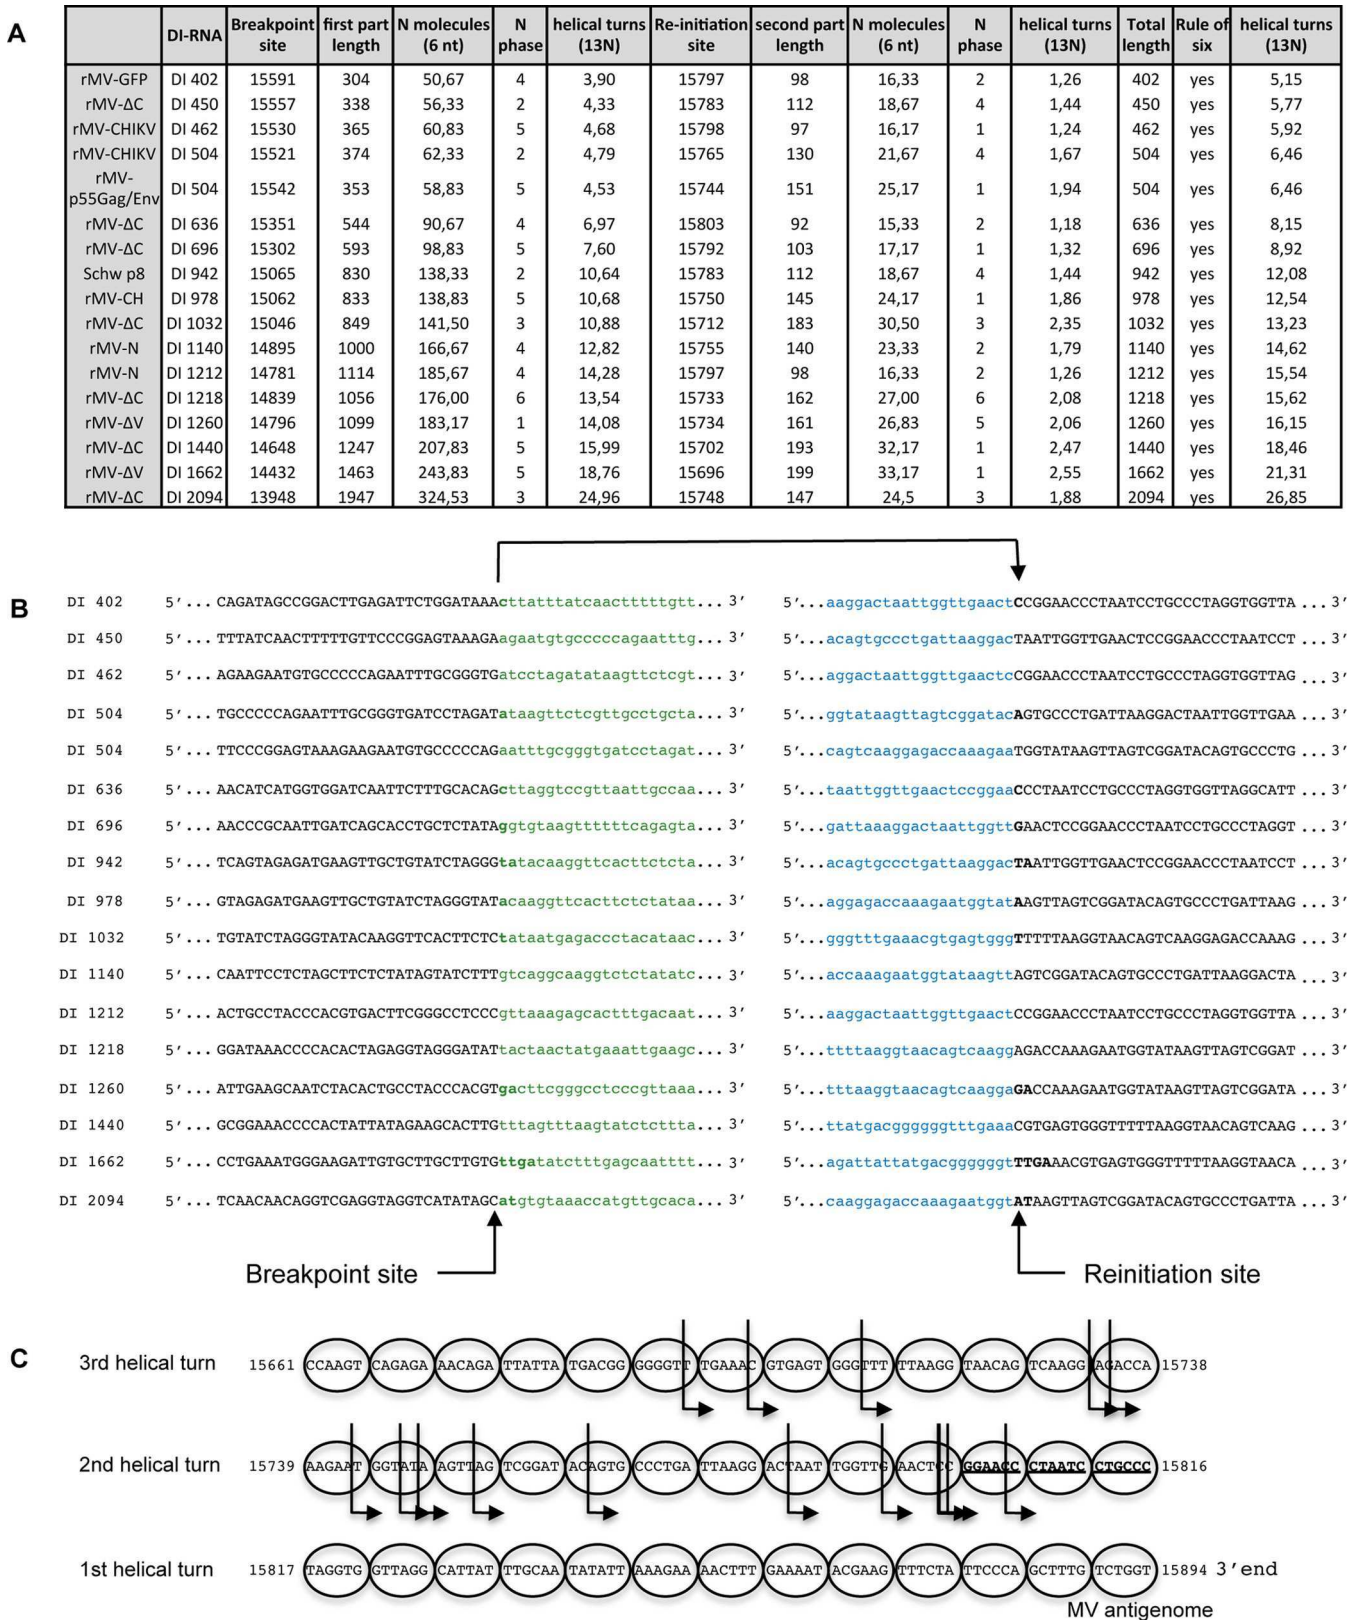 A
DI-RNA Breakpoint site first part length N molecules (6 nt) N phase helical turns (13N) Re-initiation site second part length N molecules (6 nt) N phase helical turns (13N) Total length Rule of six helical turns (13N)
rMV-GFP DI 402 15591 304 50,67 4 3,90 15797 98 16,33 2 1,26 402 yes 5,15
rMV-ΔC DI 450 15557 338 56,33 2 4,33 15783 112 18,67 4 1,44 450 yes 5,77
rMV-CHIKV DI 462 15530 365 60,83 5 4,68 15798 97 16,17 1 1,24 462 yes 5,92
rMV-CHIKV DI 504 15521 374 62,33 2 4,79 15765 130 21,67 4 1,67 504 yes 6,46
rMV-p55Gag/Env DI 504 15542 353 58,83 5 4,53 15744 151 25,17 1 1,94 504 yes 6,46
rMV-ΔC DI 636 15351 544 90,67 4 6,97 15803 92 15,33 2 1,18 636 yes 8,15
rMV-ΔC DI 696 15302 593 98,83 5 7,60 15792 103 17,17 1 1,32 696 yes 8,92
Schw p8 DI 942 15065 830 138,33 2 10,64 15783 112 18,67 4 1,44 942 yes 12,08
rMV-CH DI 978 15062 833 138,83 5 10,68 15750 145 24,17 1 1,86 978 yes 12,54
rMV-ΔC DI 1032 15046 849 141,50 3 10,88 15712 183 30,50 3 2,35 1032 yes 13,23
rMV-N DI 1140 14895 1000 166,67 4 12,82 15755 140 23,33 2 1,79 1140 yes 14,62
rMV-N DI 1212 14781 1114 185,67 4 14,28 15797 98 16,33 2 1,26 1212 yes 15,54
rMV-ΔC DI 1218 14839 1056 176,00 6 13,54 15733 162 27,00 6 2,08 1218 yes 15,62
rMV-ΔV DI 1260 14796 1099 183,17 1 14,08 15734 161 26,83 5 2,06 1260 yes 16,15
rMV-ΔC DI 1440 14648 1247 207,83 5 15,99 15702 193 32,17 1 2,47 1440 yes 18,46
rMV-ΔV DI 1662 14432 1463 243,83 5 18,76 15696 199 33,17 1 2,55 1662 yes 21,31
rMV-ΔC DI 2094 13948 1947 324,53 3 24,96 15748 147 24,5 3 1,88 2094 yes 26,85
B
DI 402 5'...CAGATAGCCGGACTTGAGATTCTGGATAAActtatttatcaactttttgtt...3' 5'...aaggactaattggttgaactCCGGAACCCTAATCCTGCCCTAGGTGGTTA...3'
DI 450 5'...TTTATCAACTTTTTGTTCCCGGAGTAAAGAagaatgtgcccccagaatttg...3' 5'...acagtgccctgattaaggacTAATTGGTTGAACTCCGGAACCCTAATCCT...3'
DI 462 5'...AGAAGAATGTGCCCCCAGAATTTGCGGGTGatcctagatataagttctcgt...3' 5'...aggactaattggttgaactcCGGAACCCTAATCCTGCCCTAGGTGGTTAG...3'
DI 504 5'...TGCCCCCAGAATTTGCGGGTGATCCTAGATataagttctcgttgcctgcta...3' 5'...ggtataagttagtcggatacAGTGCCCTGATTAAGGACTAATTGGTTGAA...3'
DI 504 5'...TTCCCGGAGTAAAGAAGAATGTGCCCCCAGaatttgcgggtgatcctagat...3' 5'...cagtcaaggagaccaaagaaTGGTATAAGTTAGTCGGATACAGTGCCCTG...3'
DI 636 5'...AACATCATGGTGGATCAATTCTTTGCACAGcttaggtccgttaattgccaa...3' 5'...taattggttgaactccggaaCCCTAATCCTGCCCTAGGTGGTTAGGCATT...3'
DI 696 5'...AACCCGCAATTGATCAGCACCTGCTCTATAggtgtaagttttttcagagta...3' 5'...gattaaaggactaattggttGAACTCCGGAACCCTAATCCTGCCCTAGGT...3'
DI 942 5'...TCAGTAGAGATGAAGTTGCTGTATCTAGGGtatacaaggttcacttctcta...3' 5'...acagtgccctgattaaggacTAATTGGTTGAACTCCGGAACCCTAATCCT...3'
DI 978 5'...GTAGAGATGAAGTTGCTGTATCTAGGGTATacaaggttcacttctctataa...3' 5'...aggagaccaaagaatggtatAAGTTAGTCGGATACAGTGCCCTGATTAAG...3'
DI 1032 5'...TGTATCTAGGGTATACAAGGTTCACTTCTCtataatgagaccctacataac...3' 5'...gggtttgaaacgtgagtgggTTTTTAAGGTAACAGTCAAGGAGACCAAAG...3'
DI 1140 5'...CAATTCCTCTAGCTTCTCTATAGTATCTTTgtcaggcaaggtctctatatc...3' 5'...accaaagaatggtataagttAGTCGGATACAGTGCCCTGATTAAGGACTA...3'
DI 1212 5'...ACTGCCTACCCACGTGACTTCGGGCCTCCCgttaaagagcactttgacaat...3' 5'...aaggactaattggttgaactCCGGAACCCTAATCCTGCCCTAGGTGGTTA...3'
DI 1218 5'...GGATAAACCCCACACTAGAGGTAGGGATATtactaactatgaaattgaagc...3' 5'...ttttaaggtaacagtcaaggAGACCAAAGAATGGTATAAGTTAGTCGGAT...3'
DI 1260 5'...ATTGAAGCAATCTACACTGCCTACCCACGTgacttcgggcctcccgttaaa...3' 5'...tttaaggtaacagtcaaggaGACCAAAGAATGGTATAAGTTAGTCGGATA...3'
DI 1440 5'...GCGGAAACCCCACTATTATAGAAGCACTTGtttagtttaagtatctcttta...3' 5'...ttatgacggggggtttgaaaCGTGAGTGGGTTTTTAAGGTAACAGTCAAG...3'
DI 1662 5'...CCTGAAATGGGAAGATTGTGCTTGCTTGTGttgatatctttgagcaatttt...3' 5'...agattattatgacggggggtTTGAAACGTGAGTGGGTTTTTAAGGTAACA...3'
DI 2094 5'...TCAACAACAGGTCGAGGTAGGTCATATAGCatgtgtaaaccatgttgcaca...3' 5'...caaggagaccaaagaatggtATAAGTTAGTCGGATACAGTGCCCTGATTA...3'
Breakpoint site Reinitiation site
C
3rd helical turn 15661 CCAAGT CAGAGA AACAGA TTATTA TGACGG GGGGTT TGAAAC GTGAGT GGGTTT TTAAGG TAACAG TCAAGG AGACCA 15738
2nd helical turn 15739 AAGAAT GGTATA AGTTAG TCGGAT ACAGTG CCCTGA TTAAGG ACTAAT TGGTTG AACTCC GGAACC CTAATC CTGCCC 15816
1st helical turn 15817 TAGGTG GTTAGG CATTAT TTGCAA TATATT AAAGAA AACTTT GAAAAT ACGAAG TTTCTA TTCCCA GCTTTG TCTGGT 15894 3'end
MV antigenome